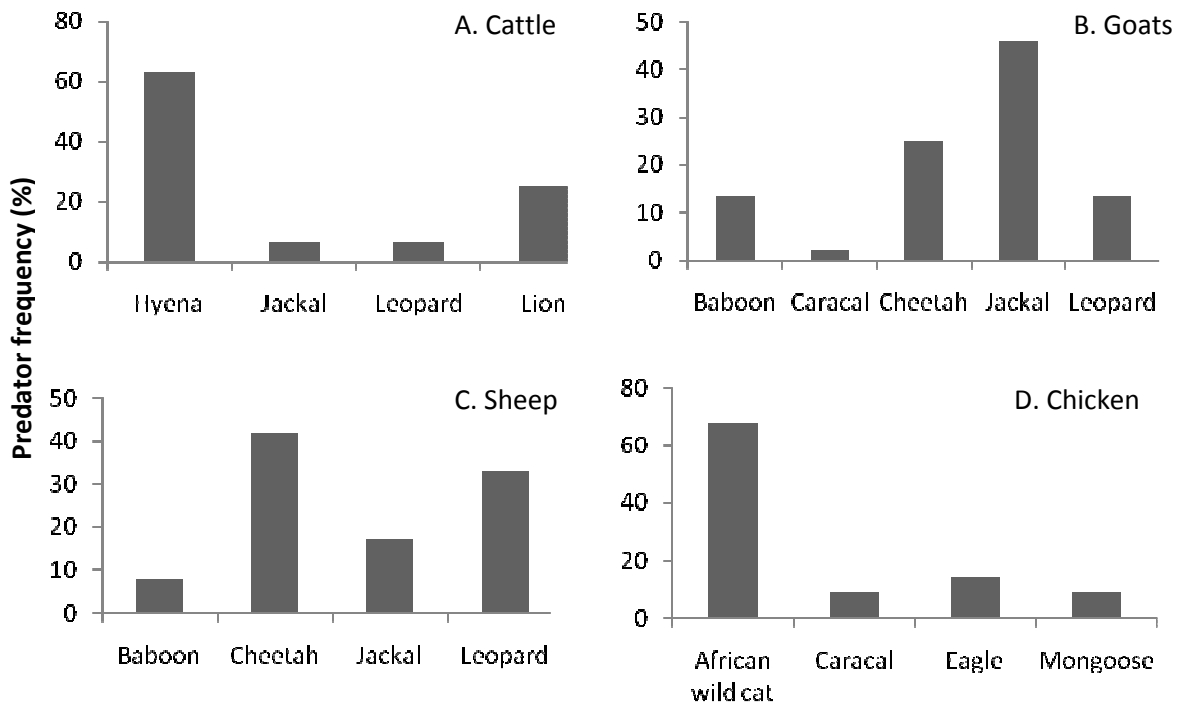 Predator frequency (%)
A. Cattle
80
60
40
20
0
Hyena Jackal Leopard Lion
B. Goats
50
40
30
20
10
0
Baboon Caracal Cheetah Jackal Leopard
C. Sheep
50
40
30
20
10
0
Baboon Cheetah Jackal Leopard
D. Chicken
80
60
40
20
0
African Caracal Eagle Mongoose
wild cat